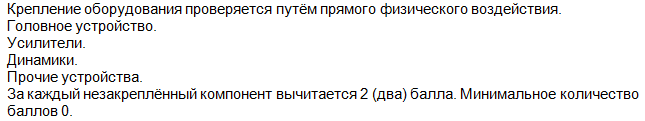 Крепление оборудования проверяется путём прямого физического воздействия.
Головное устройство.
Усилители.
Динамики.
Прочие устройства.
За каждый незакреплённый компонент вычитается 2 (два) балла. Минимальное количество
баллов 0.